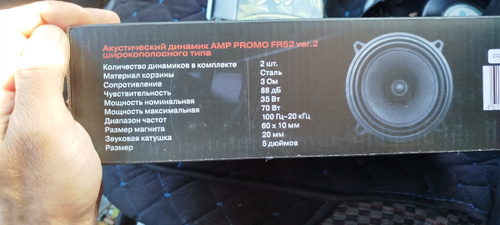 Акустический динамик AMP PROMO FR52 ver.2
широкополосного типа
Количество динамиков в комплекте 2 шт.
Материал корзины Сталь
Сопротивление 3 Ом
Чувствительность 88 дБ
Мощность номинальная 35 Вт
Мощность максимальная 70 Вт
Диапазон частот 100 Гц-20 кГц
Размер магнита 60 x 10 мм
Звуковая катушка 20 мм
Размер 5 дюймов